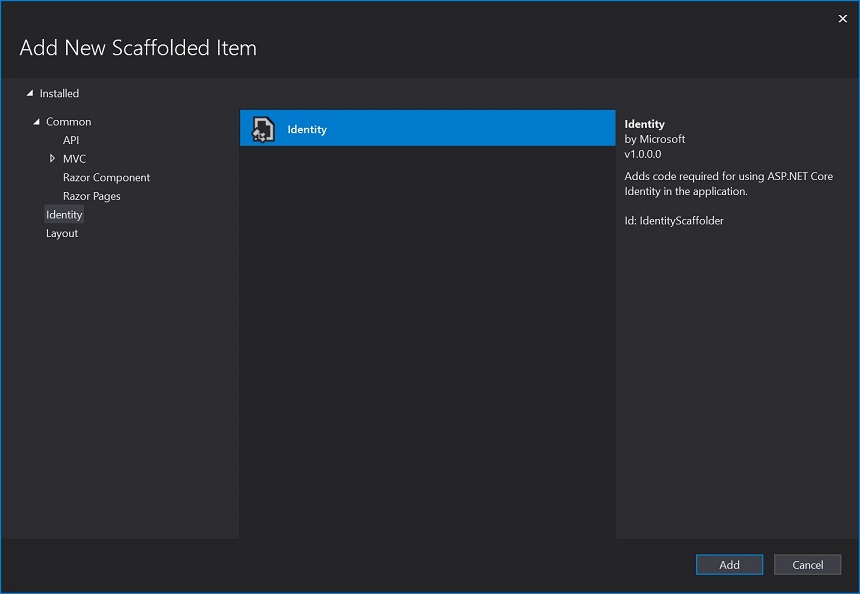 Add New Scaffolded Item
Installed
Common
API
MVC
Razor Component
Razor Pages
Identity
Layout
Identity
Identity
by Microsoft
v1.0.0.0
Adds code required for using ASP.NET Core
Identity in the application.
Id: IdentityScaffolder
Add
Cancel